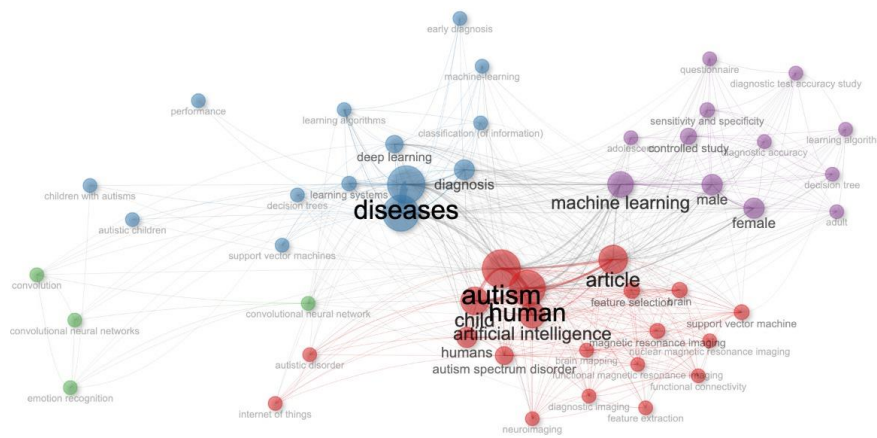 early diagnosis
machine-learning
questionnaire
diagnostic test accuracy study
performance
learning algorithms
sensitivity and specificity
classification (of information)
adolescent
controlled study
diagnostic accuracy
learning algorith
deep learning
diagnosis
children with autisms
decision trees
learning systems
machine learning
male
decision tree
diseases
autistic children
female
adult
support vector machines
convolution
article
autism
feature selection
brain
convolutional neural network
human
child
convolutional neural networks
artificial intelligence
support vector machine
humans
magnetic resonance imaging
nuclear magnetic resonance imaging
autistic disorder
autism spectrum disorder
brain mapping
functional magnetic resonance imaging
emotion recognition
functional connectivity
internet of things
diagnostic imaging
feature extraction
neuroimaging